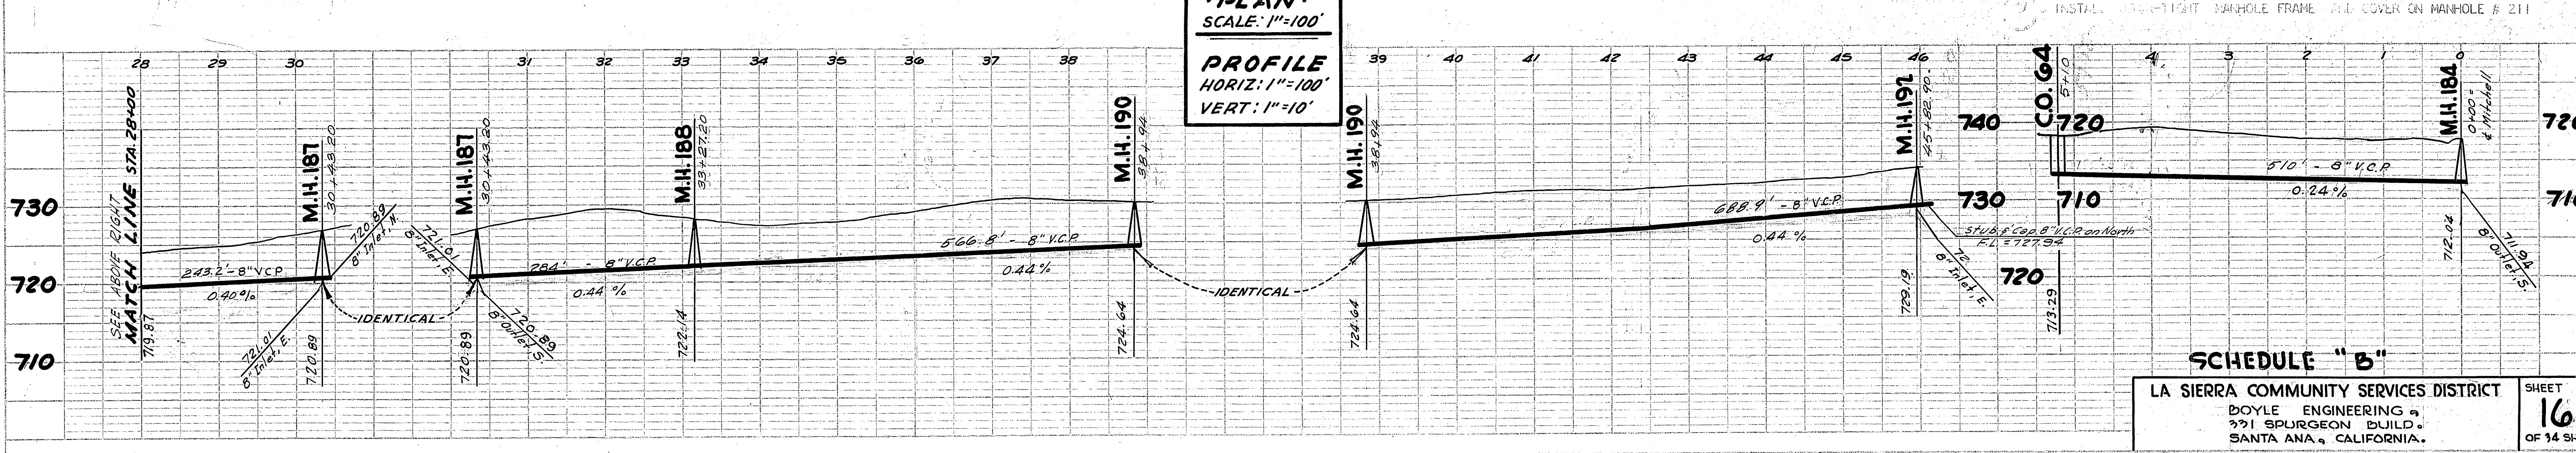 PLAN
SCALE: 1"=100'
PROFILE
HORIZ: 1"=100'
VERT: 1"=10'
MANHOLE FRAME AND COVER ON MANHOLE # 211
28 29 30 31 32 33 34 35 36 37 38 39 40 41 42 43 44 45 46
4 3 2 1 0
SEE ABOVE RIGHT
MATCH LINE STA. 28+00
719.87
730
720
710
M.H.187
30+43.20
243.2' - 8" V.C.P.
0.40 %
720.89
8" Inlet, N.
721.01
8" Inlet, E.
720.89
IDENTICAL
M.H.187
30+43.20
721.01
8" Inlet, E.
720.89
8" Outlet, S.
720.89
284' - 8" V.C.P.
0.44 %
M.H.188
33+27.20
722.14
566.8' - 8" V.C.P.
0.44 %
M.H.190
38+94
724.64
IDENTICAL
M.H.190
38+94
724.64
688.9' - 8" V.C.P.
0.44 %
M.H.192
45+82.90
729.19
8" Inlet, E.
Stub & Cap 8" V.C.P. on North
F.L. = 727.94
740
730
720
C.O.64
5+10
720
710
713.29
510' - 8" V.C.P.
0.24 %
M.H.184
0+00 =
℄ Mitchell
712.04
711.94
8" Outlet, S.
SCHEDULE "B"
LA SIERRA COMMUNITY SERVICES DISTRICT
BOYLE ENGINEERING
331 SPURGEON BUILD.
SANTA ANA, CALIFORNIA.
SHEET
16
OF 34